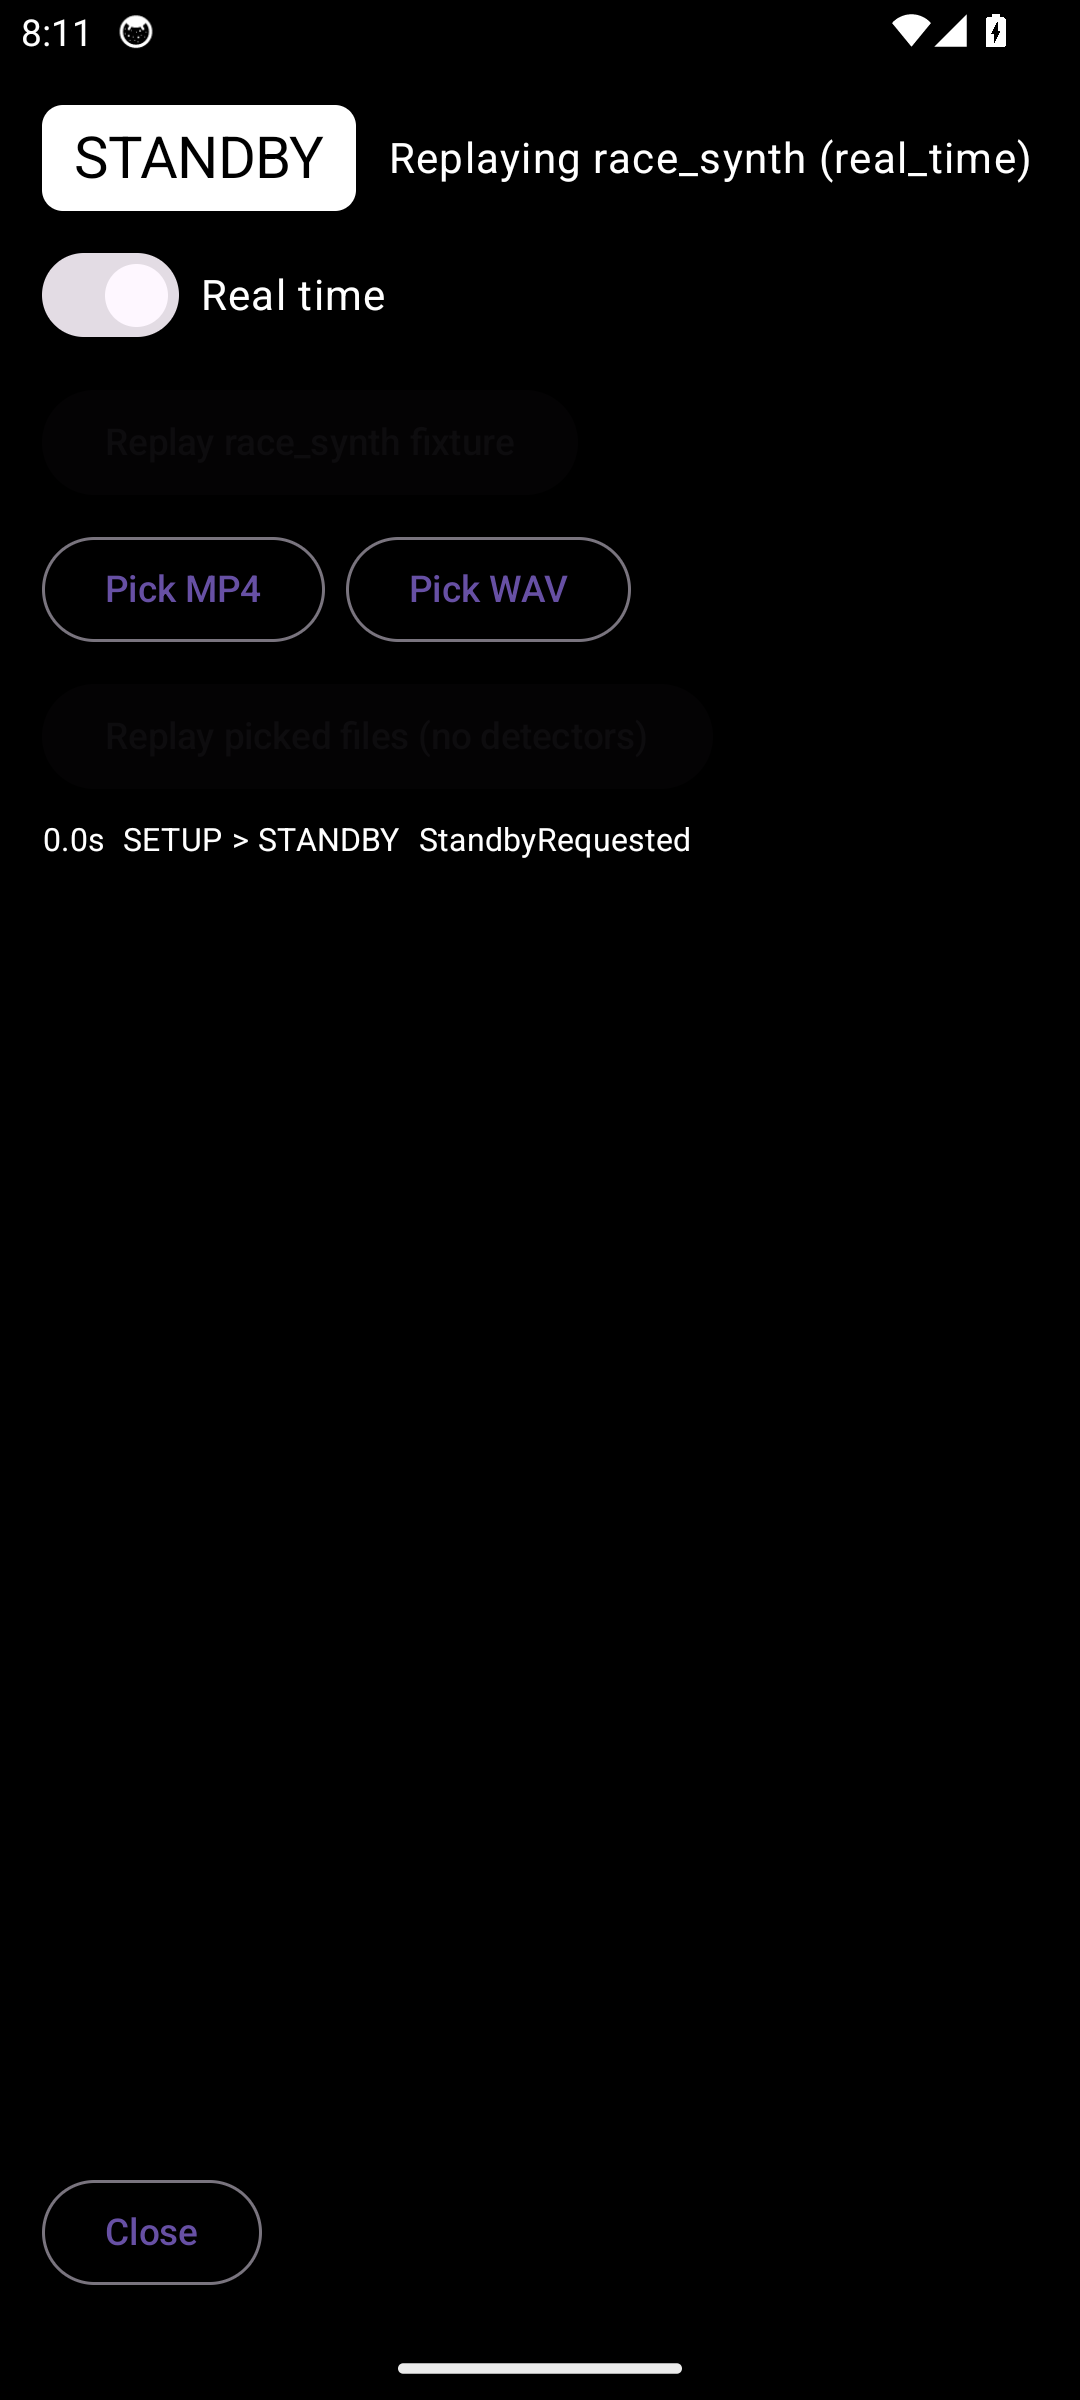 8:11
STANDBY
Replaying race_synth (real_time)
Real time
Replay race_synth fixture
Pick MP4
Pick WAV
Replay picked files (no detectors)
0.0s SETUP > STANDBY StandbyRequested
Close